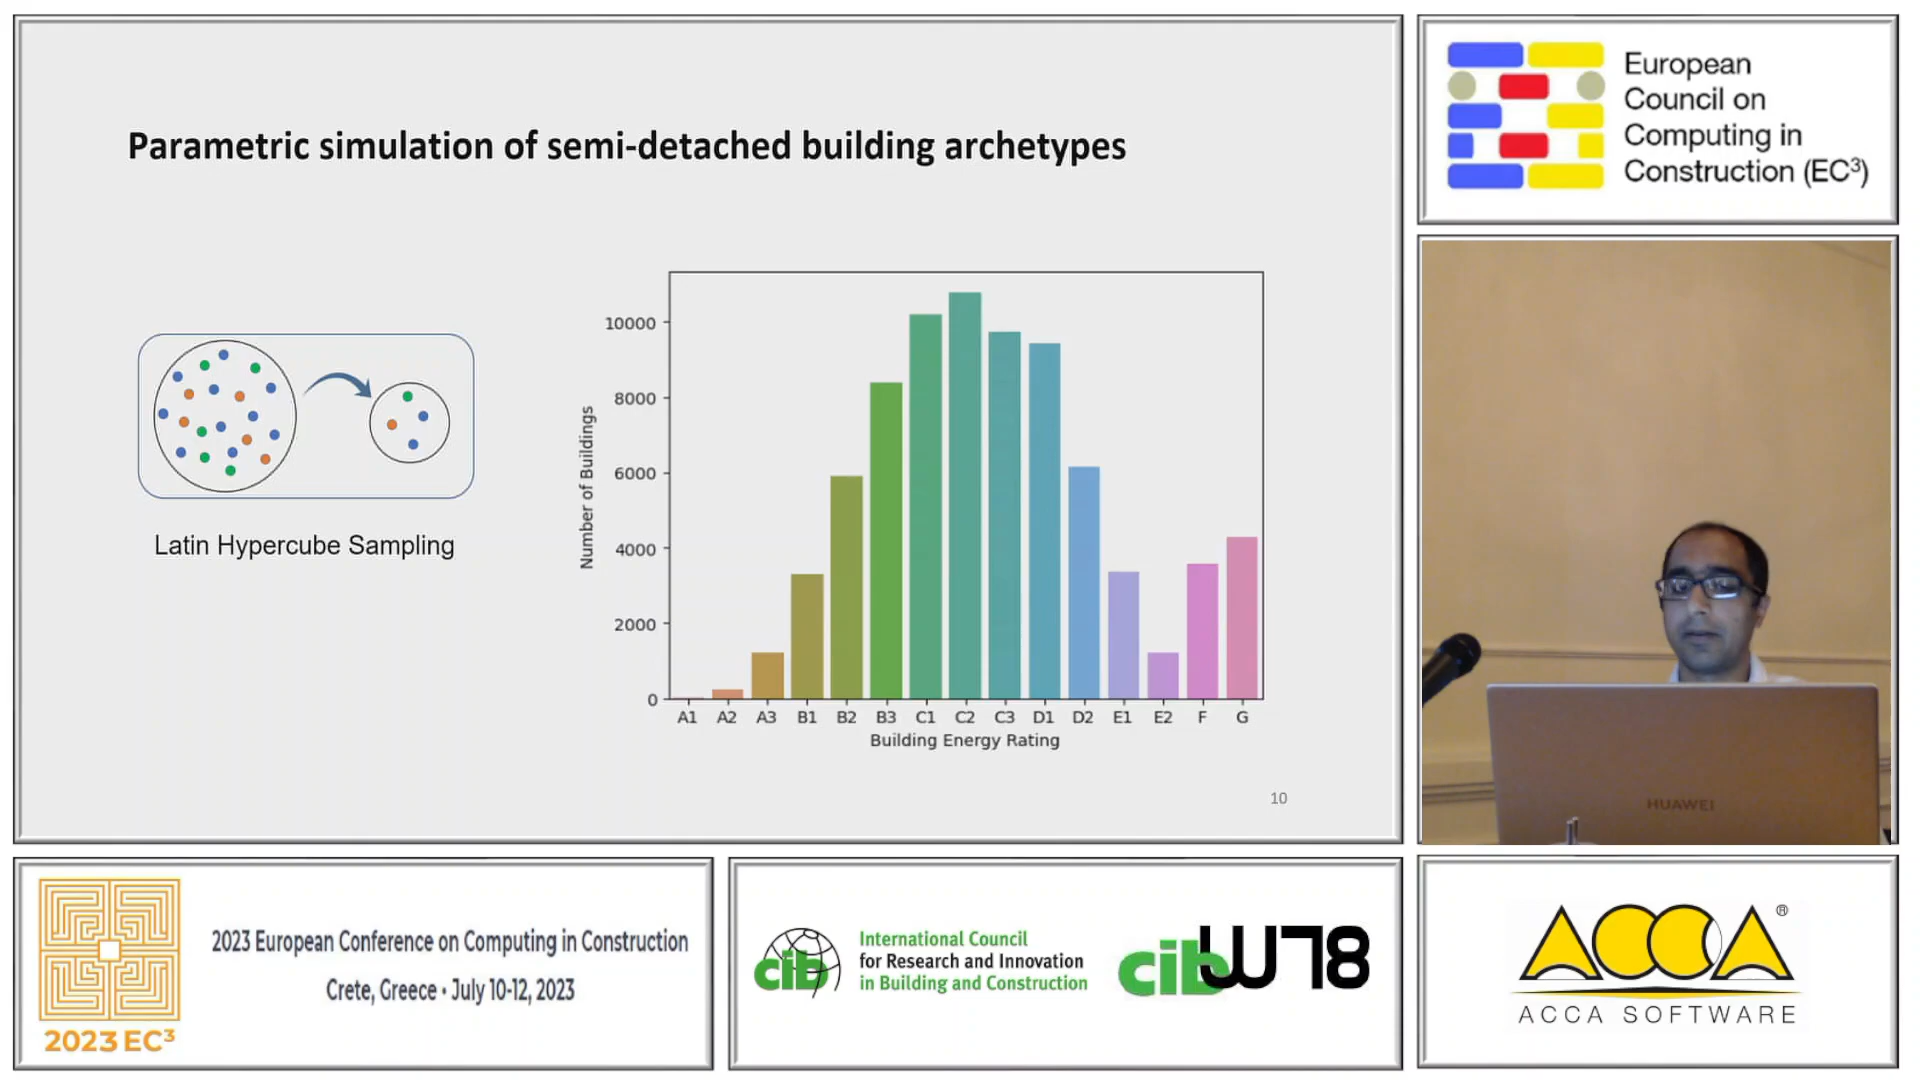 Parametric simulation of semi-detached building archetypes
Latin Hypercube Sampling
Number of Buildings
10000
8000
6000
4000
2000
0
A1 A2 A3 B1 B2 B3 C1 C2 C3 D1 D2 E1 E2 F G
Building Energy Rating
10
European
Council on
Computing in
Construction (EC³)
HUAWEI
2023 EC³
2023 European Conference on Computing in Construction
Crete, Greece • July 10-12, 2023
cib
International Council
for Research and Innovation
in Building and Construction
cib W78
ACCA ®
ACCA SOFTWARE